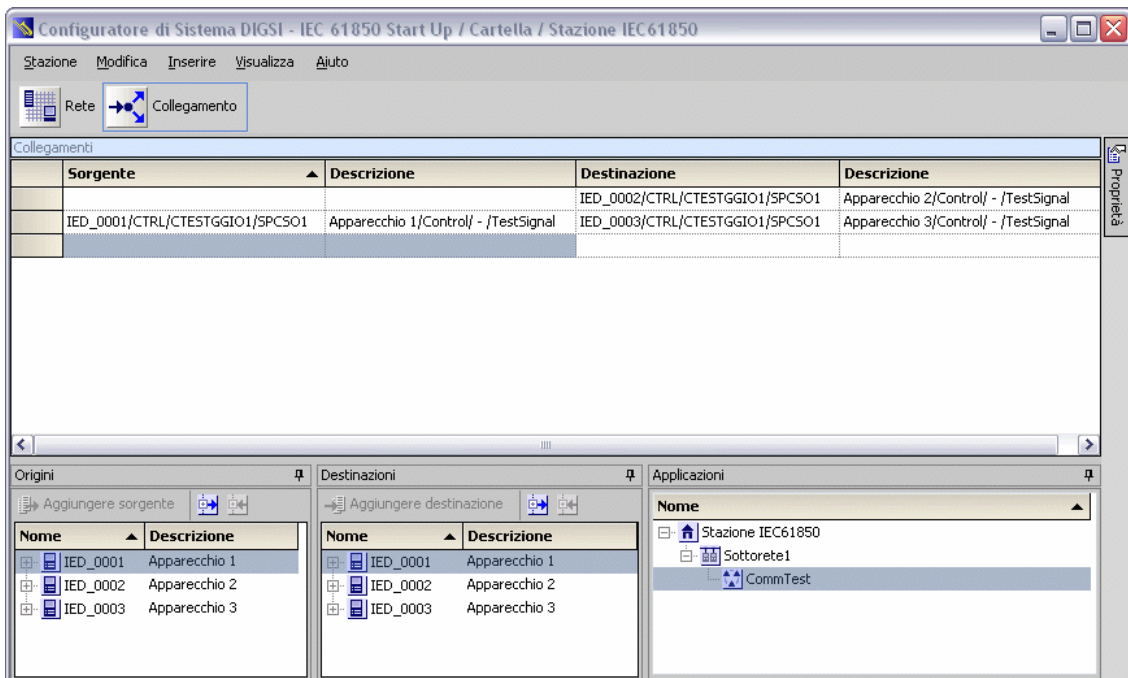 Configuratore di Sistema DIGSI - IEC 61850 Start Up / Cartella / Stazione IEC61850
Stazione Modifica Inserire Visualizza Aiuto
Rete Collegamento
Collegamenti
Proprietà
Sorgente Descrizione Destinazione Descrizione
IED_0002/CTRL/CTESTGGIO1/SPCSO1 Apparecchio 2/Control/ - /TestSignal
IED_0001/CTRL/CTESTGGIO1/SPCSO1 Apparecchio 1/Control/ - /TestSignal IED_0003/CTRL/CTESTGGIO1/SPCSO1 Apparecchio 3/Control/ - /TestSignal
Origini
Aggiungere sorgente
Nome Descrizione
IED_0001 Apparecchio 1
IED_0002 Apparecchio 2
IED_0003 Apparecchio 3
Destinazioni
Aggiungere destinazione
Nome Descrizione
IED_0001 Apparecchio 1
IED_0002 Apparecchio 2
IED_0003 Apparecchio 3
Applicazioni
Nome
Stazione IEC61850
Sottorete1
CommTest